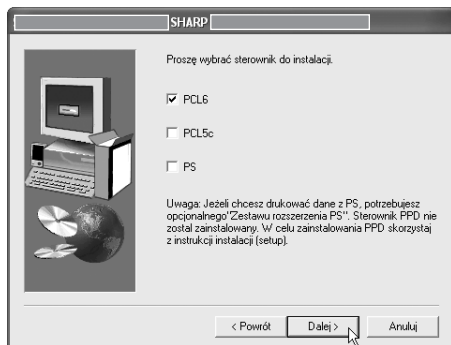 SHARP
Proszę wybrać sterownik do instalacji.
PCL6
PCL5c
PS
Uwaga: Jeżeli chcesz drukować dane z PS, potrzebujesz
opcjonalnego"Zestawu rozszerzenia PS". Sterownik PPD nie
zostal zainstalowany. W celu zainstalowania PPD skorzystaj
z instrukcji instalacji (setup).
< Powrót
Dalej >
Anuluj